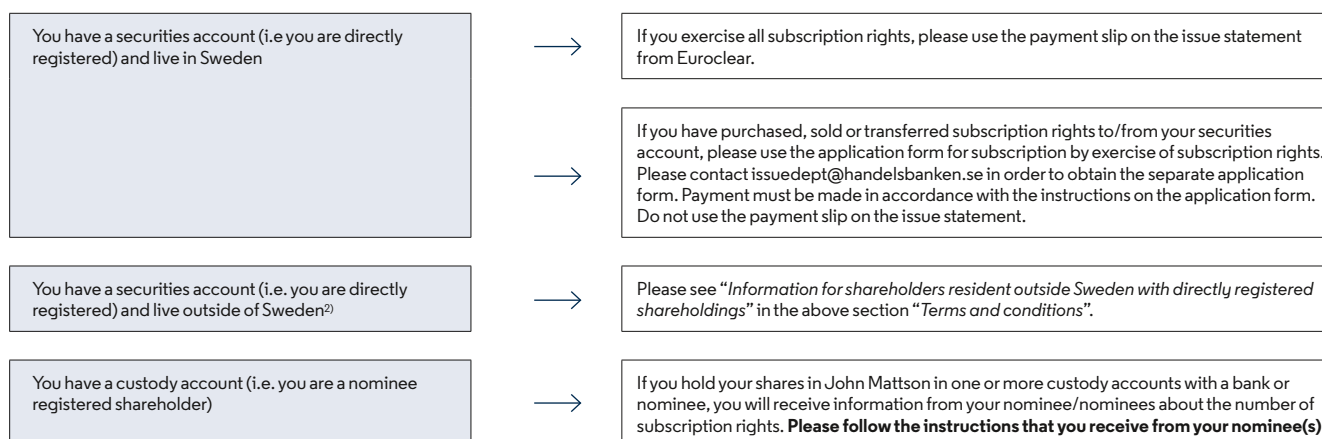 You have a securities account (i.e you are directly
registered) and live in Sweden
If you exercise all subscription rights, please use the payment slip on the issue statement
from Euroclear.
If you have purchased, sold or transferred subscription rights to/from your securities
account, please use the application form for subscription by exercise of subscription rights.
Please contact issuedept@handelsbanken.se in order to obtain the separate application
form. Payment must be made in accordance with the instructions on the application form.
Do not use the payment slip on the issue statement.
You have a securities account (i.e. you are directly
registered) and live outside of Sweden2)
Please see “Information for shareholders resident outside Sweden with directly registered
shareholdings” in the above section “Terms and conditions”.
You have a custody account (i.e. you are a nominee
registered shareholder)
If you hold your shares in John Mattson in one or more custody accounts with a bank or
nominee, you will receive information from your nominee/nominees about the number of
subscription rights. Please follow the instructions that you receive from your nominee(s)